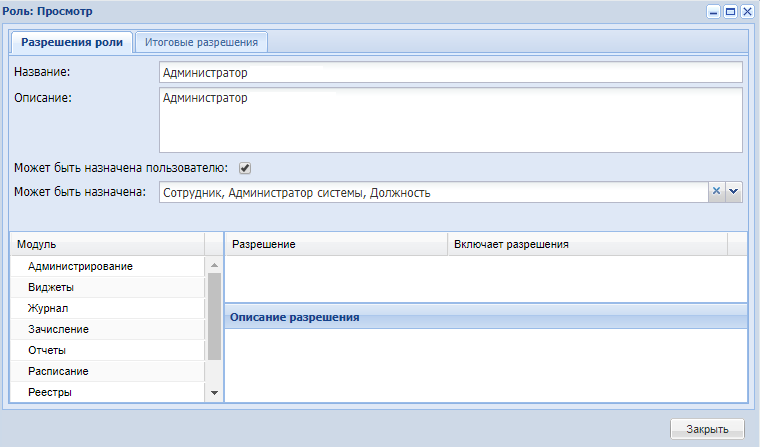 Роль: Просмотр
Разрешения роли Итоговые разрешения
Название: Администратор
Описание: Администратор
Может быть назначена пользователю:
Может быть назначена: Сотрудник, Администратор системы, Должность
Модуль Разрешение Включает разрешения
Администрирование
Виджеты
Журнал
Зачисление
Описание разрешения
Отчеты
Расписание
Реестры
Закрыть